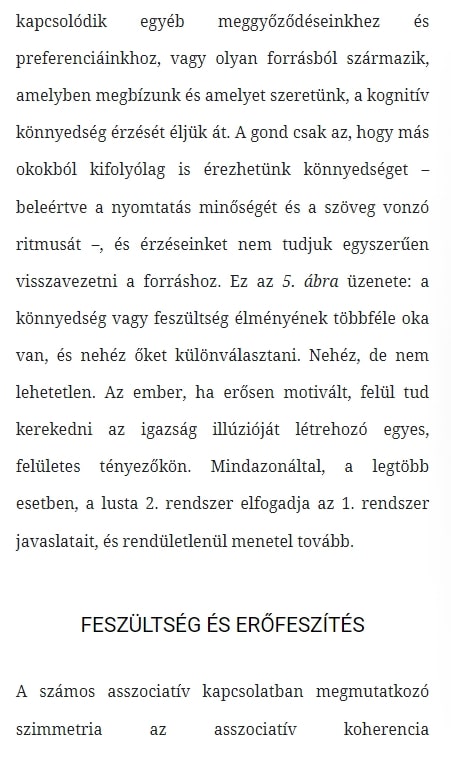 kapcsolódik egyéb meggyőződéseinkhez és
preferenciáinkhoz, vagy olyan forrásból származik,
amelyben megbízunk és amelyet szeretünk, a kognitív
könnyedség érzését éljük át. A gond csak az, hogy más
okokból kifolyólag is érezhetünk könnyedséget –
beleértve a nyomtatás minőségét és a szöveg vonzó
ritmusát –, és érzéseinket nem tudjuk egyszerűen
visszavezetni a forráshoz. Ez az 5. ábra üzenete: a
könnyedség vagy feszültség élményének többféle oka
van, és nehéz őket különválasztani. Nehéz, de nem
lehetetlen. Az ember, ha erősen motivált, felül tud
kerekedni az igazság illúzióját létrehozó egyes,
felületes tényezőkön. Mindazonáltal, a legtöbb
esetben, a lusta 2. rendszer elfogadja az 1. rendszer
javaslatait, és rendületlenül menetel tovább.
FESZÜLTSÉG ÉS ERŐFESZÍTÉS
A számos asszociatív kapcsolatban megmutatkozó
szimmetria az asszociatív koherencia